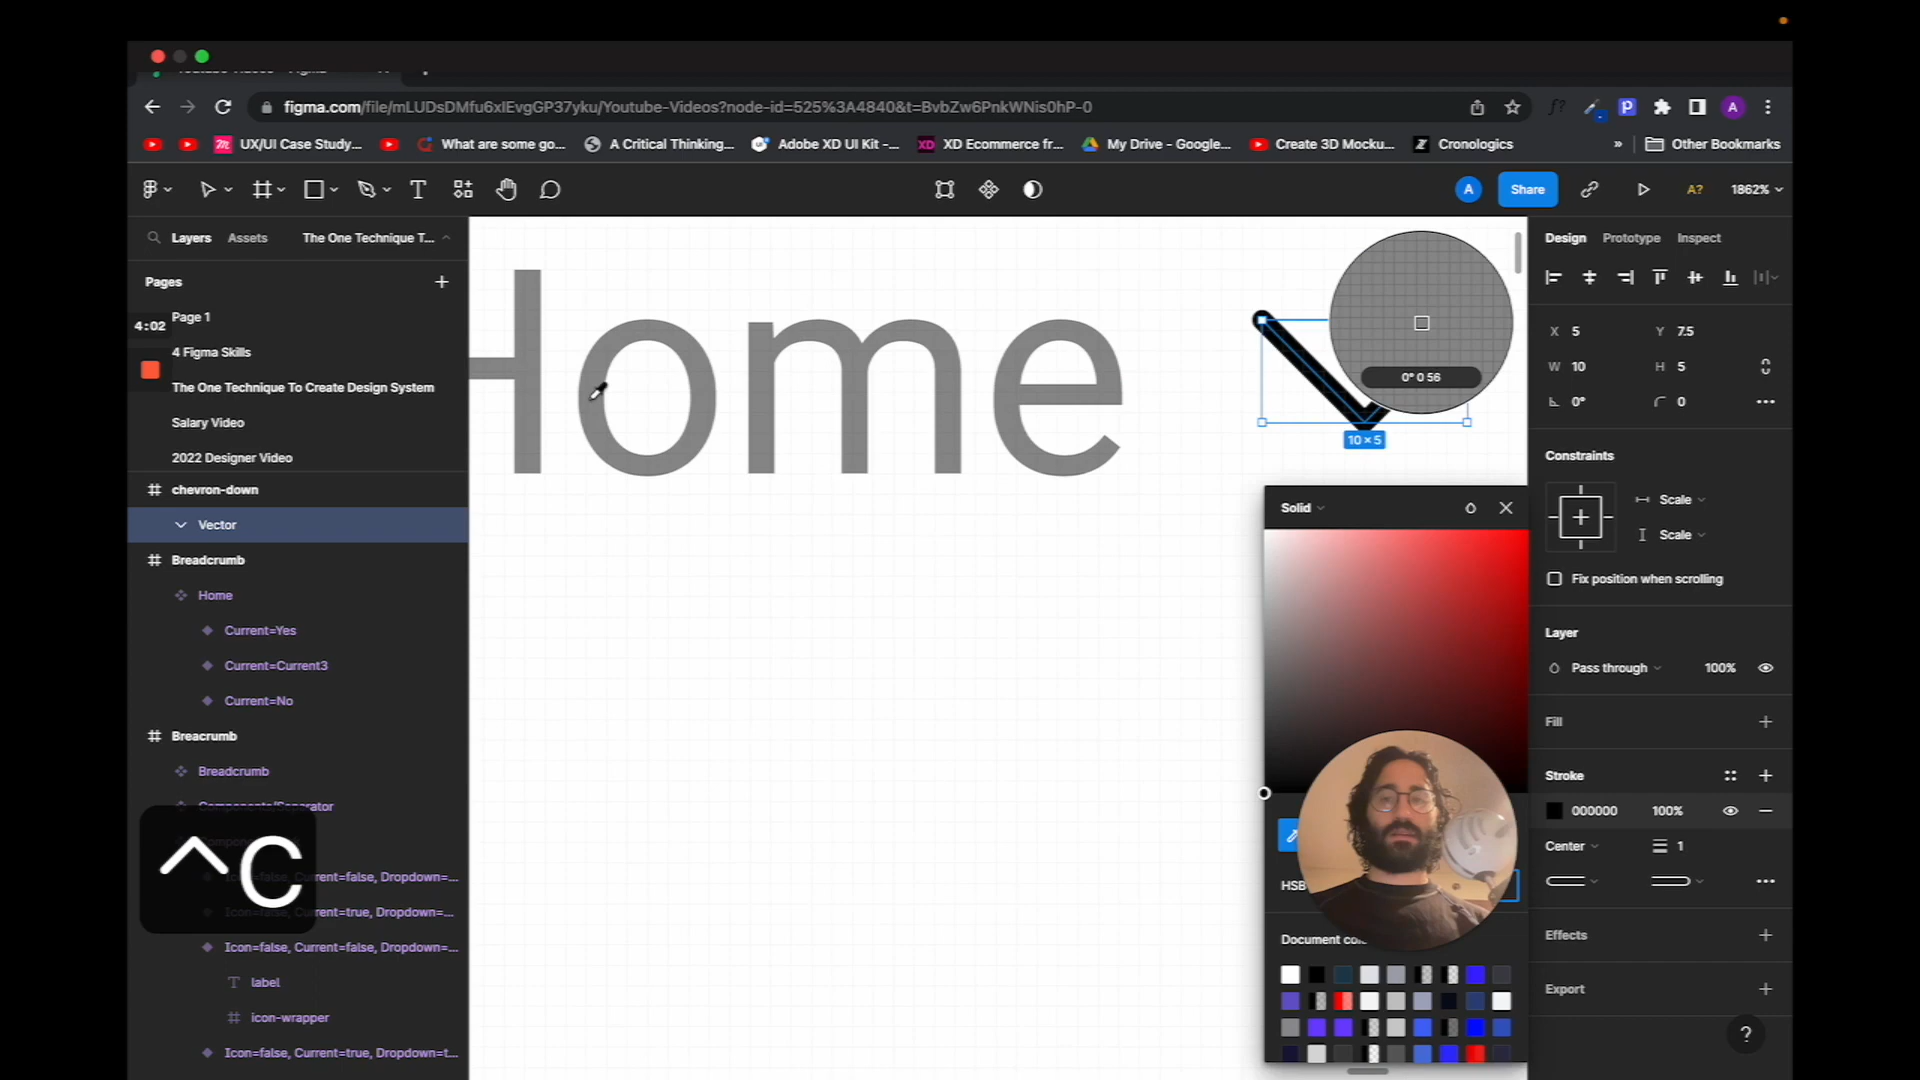 figma.com/file/mLUDsDMfu6xlEvgGP37yku/Youtube-Videos?node-id=525%3A4840&t=BvbZw6PnkWNis0hP-0
A
UX/UI Case Study... What are some go... A Critical Thinking... Adobe XD UI Kit -... XD XD Ecommerce fr... My Drive - Google... Create 3D Mocku... Cronologics » Other Bookmarks
A Share A? 1862%
Layers Assets The One Technique T...
Pages
Page 1
4:02
4 Figma Skills
The One Technique To Create Design System
Salary Video
2022 Designer Video
chevron-down
Vector
Breadcrumb
Home
Current=Yes
Current=Current3
Current=No
Breacrumb
Breadcrumb
Components/Separator
Icon=false, Current=false, Dropdown=...
rrent=true, Dropdown=...
Icon=false, Current=false, Dropdown=...
label
icon-wrapper
Icon=false, Current=true, Dropdown=t...
^C
Home
0° 0 56
10 × 5
Solid
HSB
Document col
Design Prototype Inspect
X 5 Y 7.5
W 10 H 5
0° 0
Constraints
Scale
Scale
Fix position when scrolling
Layer
Pass through 100%
Fill
Stroke
000000 100%
Center 1
Effects
Export
?